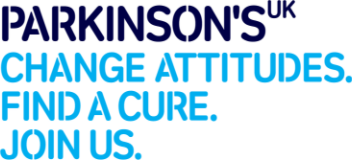 PARKINSON'S UK
CHANGE ATTITUDES.
FIND A CURE.
JOIN US.